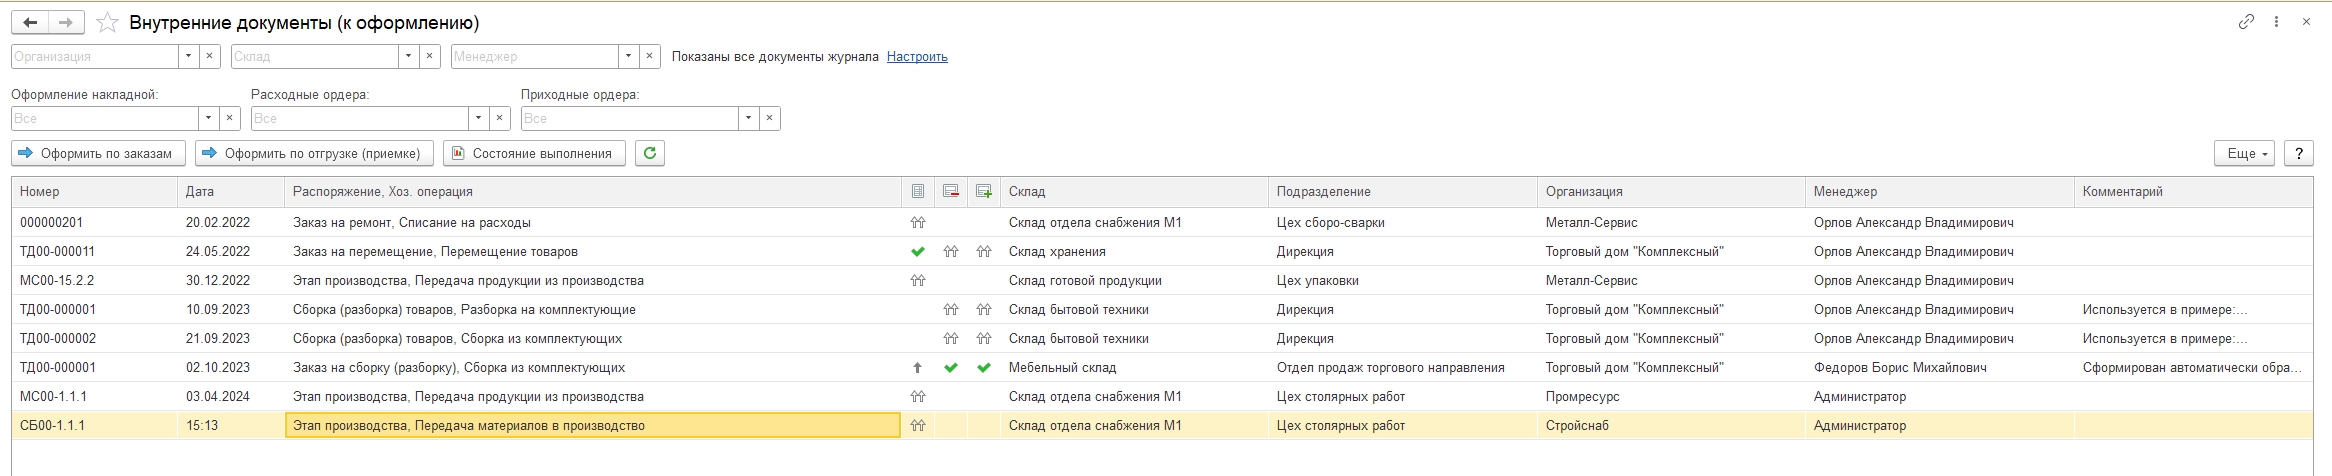 Внутренние документы (к оформлению)
Организация Склад Менеджер Показаны все документы журнала Настроить
Оформление накладной: Расходные ордера: Приходные ордера:
Все Все Все
Оформить по заказам Оформить по отгрузке (приемке) Состояние выполнения Еще ?
Номер Дата Распоряжение, Хоз. операция Склад Подразделение Организация Менеджер Комментарий
000000201 20.02.2022 Заказ на ремонт, Списание на расходы Склад отдела снабжения М1 Цех сборо-сварки Металл-Сервис Орлов Александр Владимирович
ТД00-000011 24.05.2022 Заказ на перемещение, Перемещение товаров Склад хранения Дирекция Торговый дом "Комплексный" Орлов Александр Владимирович
МС00-15.2.2 30.12.2022 Этап производства, Передача продукции из производства Склад готовой продукции Цех упаковки Металл-Сервис Орлов Александр Владимирович
ТД00-000001 10.09.2023 Сборка (разборка) товаров, Разборка на комплектующие Склад бытовой техники Дирекция Торговый дом "Комплексный" Орлов Александр Владимирович Используется в примере:...
ТД00-000002 21.09.2023 Сборка (разборка) товаров, Сборка из комплектующих Склад бытовой техники Дирекция Торговый дом "Комплексный" Орлов Александр Владимирович Используется в примере:...
ТД00-000001 02.10.2023 Заказ на сборку (разборку), Сборка из комплектующих Мебельный склад Отдел продаж торгового направления Торговый дом "Комплексный" Федоров Борис Михайлович Сформирован автоматически обра...
МС00-1.1.1 03.04.2024 Этап производства, Передача продукции из производства Склад отдела снабжения М1 Цех столярных работ Промресурс Администратор
СБ00-1.1.1 15:13 Этап производства, Передача материалов в производство Склад отдела снабжения М1 Цех столярных работ Стройснаб Администратор